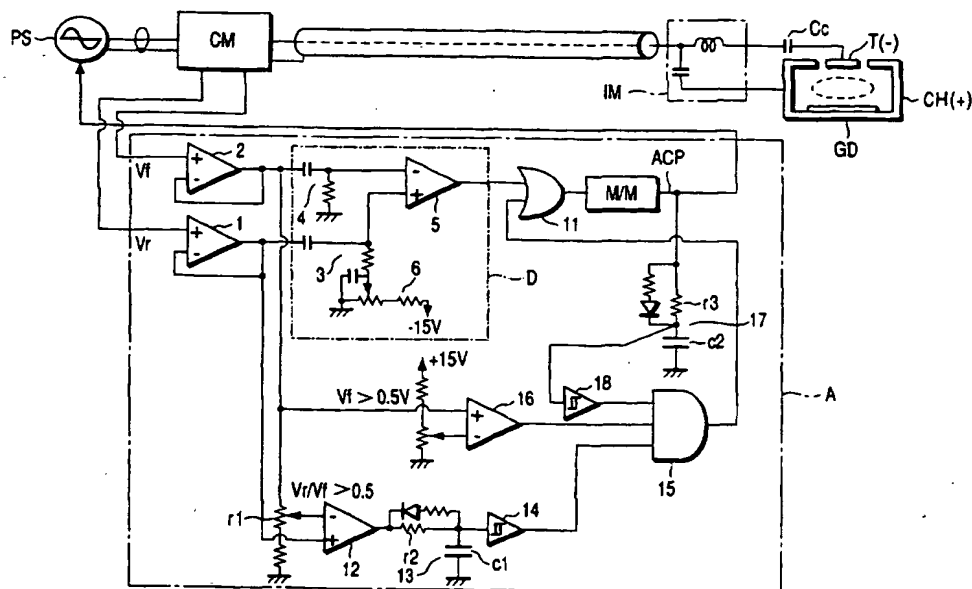 PS
CM
Cc
T(-)
IM
CH(+)
GD
ACP
Vf
2
4
5
11
M/M
Vr
1
3
6
D
-15V
r3
17
c2
+15V
18
A
Vf > 0.5V
16
15
Vr/Vf > 0.5
r1
14
12
r2
13
c1